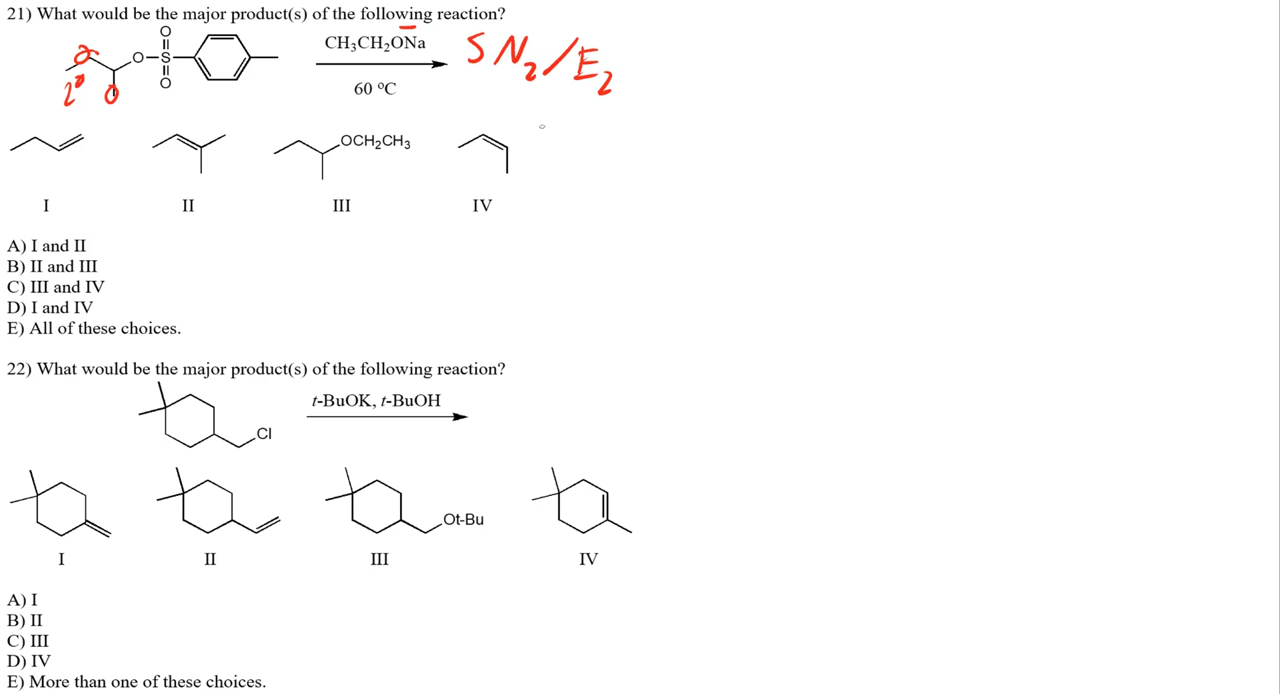 21) What would be the major product(s) of the following reaction?
O
O-S
O
CH₃CH₂ONa
60 ºC
SN₂/E₂
2°
OCH₂CH₃
I II III IV
A) I and II
B) II and III
C) III and IV
D) I and IV
E) All of these choices.
22) What would be the major product(s) of the following reaction?
t-BuOK, t-BuOH
Cl
Ot-Bu
I II III IV
A) I
B) II
C) III
D) IV
E) More than one of these choices.